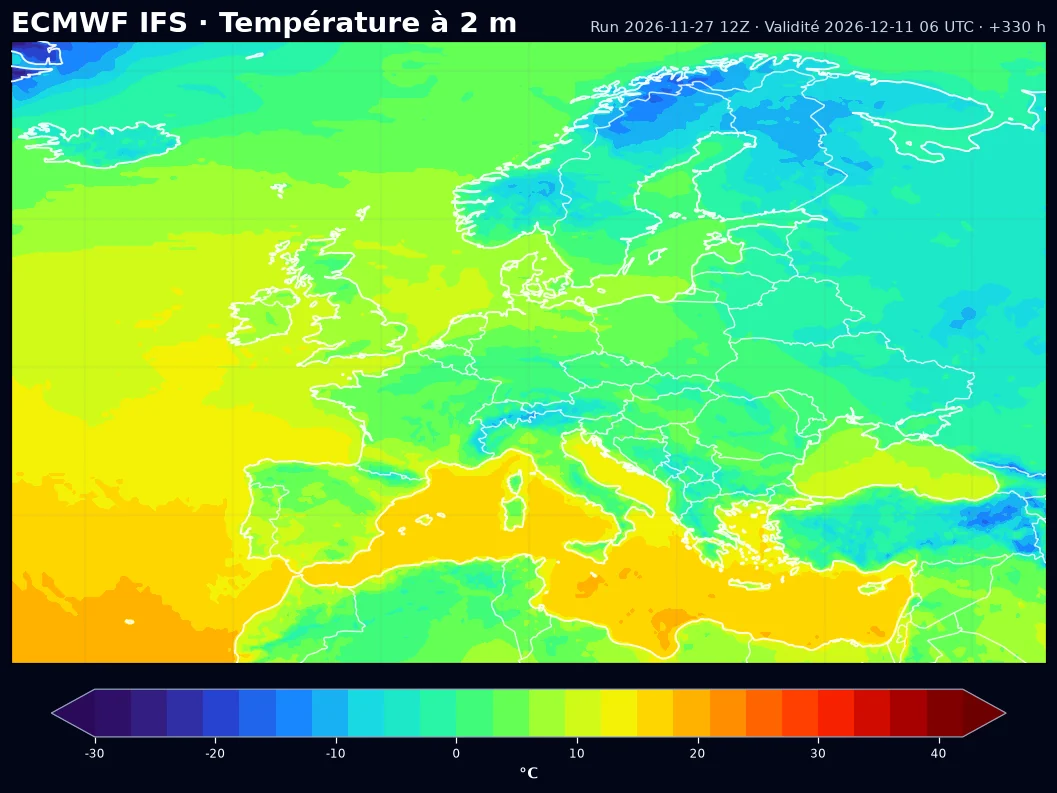 ECMWF IFS · Température à 2 m
Run 2026-11-27 12Z · Validité 2026-12-11 06 UTC · +330 h
-30 -20 -10 0 10 20 30 40
°C